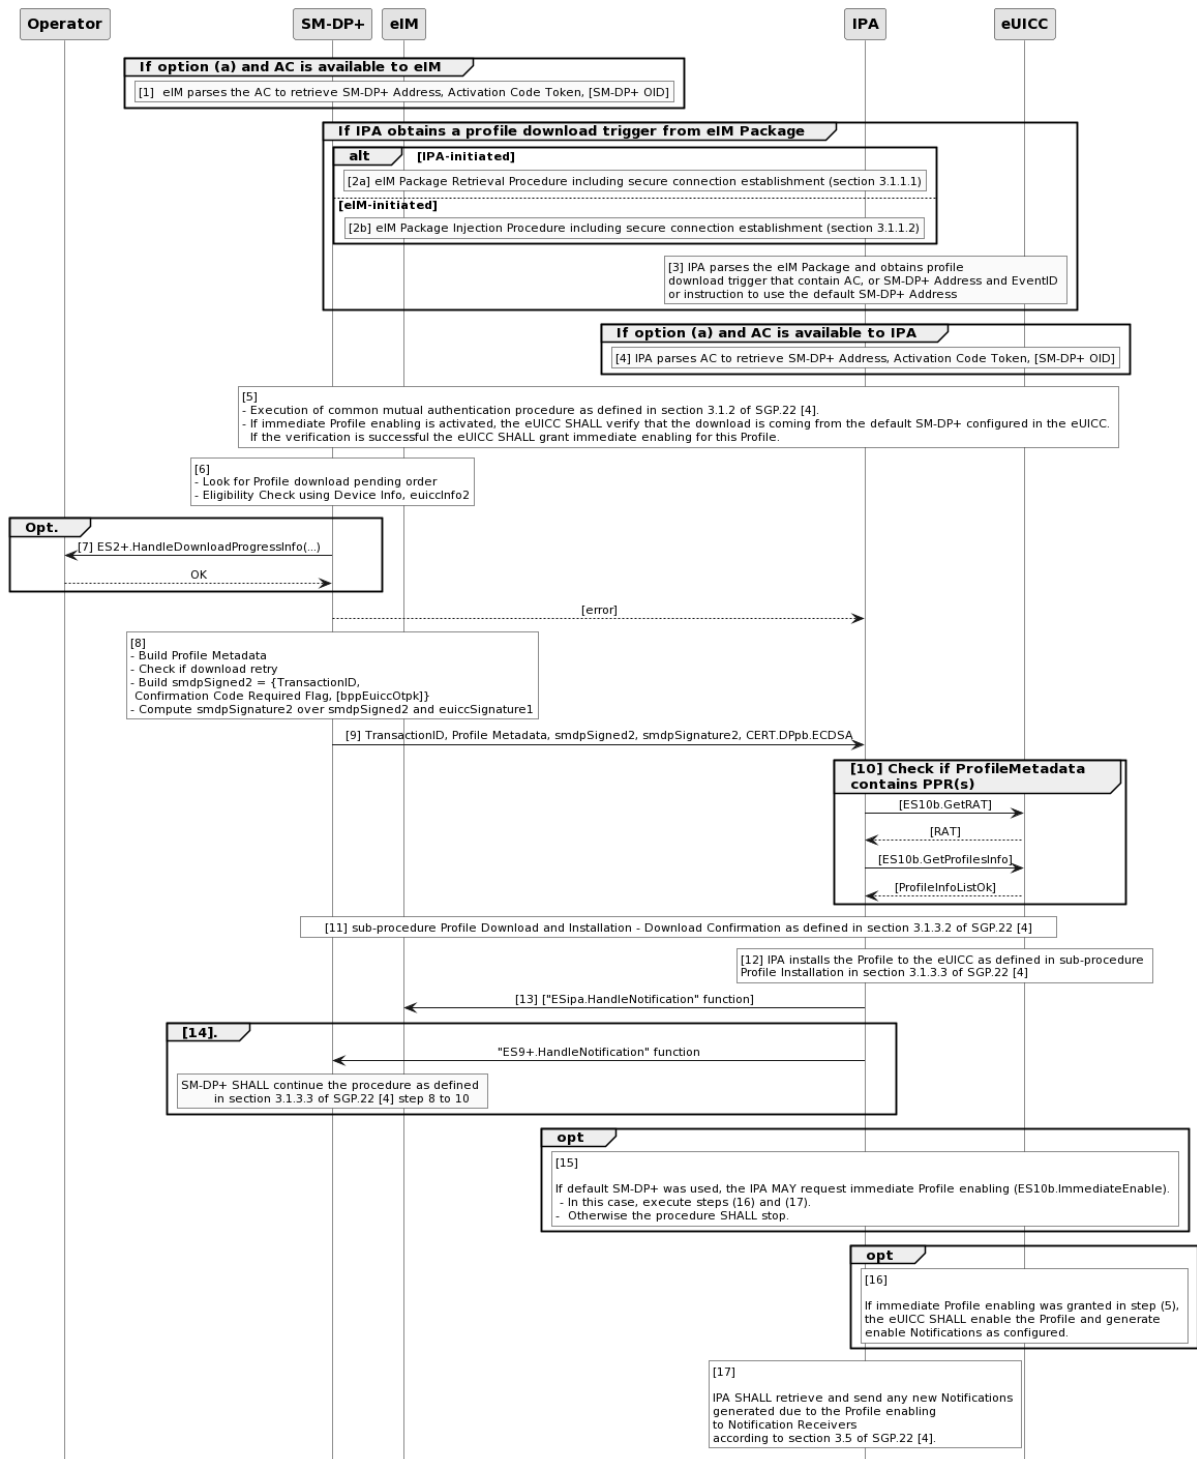 Operator
SM-DP+
eIM
IPA
eUICC
If option (a) and AC is available to eIM
[1]  eIM parses the AC to retrieve SM-DP+ Address, Activation Code Token, [SM-DP+ OID]
If IPA obtains a profile download trigger from eIM Package
alt
[IPA-initiated]
[2a] eIM Package Retrieval Procedure including secure connection establishment (section 3.1.1.1)
[eIM-initiated]
[2b] eIM Package Injection Procedure including secure connection establishment (section 3.1.1.2)
[3] IPA parses the eIM Package and obtains profile
download trigger that contain AC, or SM-DP+ Address and EventID
or instruction to use the default SM-DP+ Address
If option (a) and AC is available to IPA
[4] IPA parses AC to retrieve SM-DP+ Address, Activation Code Token, [SM-DP+ OID]
[5]
- Execution of common mutual authentication procedure as defined in section 3.1.2 of SGP.22 [4].
- If immediate Profile enabling is activated, the eUICC SHALL verify that the download is coming from the default SM-DP+ configured in the eUICC.
If the verification is successful the eUICC SHALL grant immediate enabling for this Profile.
[6]
- Look for Profile download pending order
- Eligibility Check using Device Info, euiccInfo2
Opt.
[7] ES2+.HandleDownloadProgressInfo(...)
OK
[error]
[8]
- Build Profile Metadata
- Check if download retry
- Build smdpSigned2 = {TransactionID,
Confirmation Code Required Flag, [bppEuiccOtpk]}
- Compute smdpSignature2 over smdpSigned2 and euiccSignature1
[9] TransactionID, Profile Metadata, smdpSigned2, smdpSignature2, CERT.DPpb.ECDSA
[10] Check if ProfileMetadata
contains PPR(s)
[ES10b.GetRAT]
[RAT]
[ES10b.GetProfilesInfo]
[ProfileInfoListOk]
[11] sub-procedure Profile Download and Installation - Download Confirmation as defined in section 3.1.3.2 of SGP.22 [4]
[12] IPA installs the Profile to the eUICC as defined in sub-procedure
Profile Installation in section 3.1.3.3 of SGP.22 [4]
[13] ["ESipa.HandleNotification" function]
[14].
"ES9+.HandleNotification" function
SM-DP+ SHALL continue the procedure as defined
in section 3.1.3.3 of SGP.22 [4] step 8 to 10
opt
[15]
If default SM-DP+ was used, the IPA MAY request immediate Profile enabling (ES10b.ImmediateEnable).
- In this case, execute steps (16) and (17).
-  Otherwise the procedure SHALL stop.
opt
[16]
If immediate Profile enabling was granted in step (5),
the eUICC SHALL enable the Profile and generate
enable Notifications as configured.
[17]
IPA SHALL retrieve and send any new Notifications
generated due to the Profile enabling
to Notification Receivers
according to section 3.5 of SGP.22 [4].